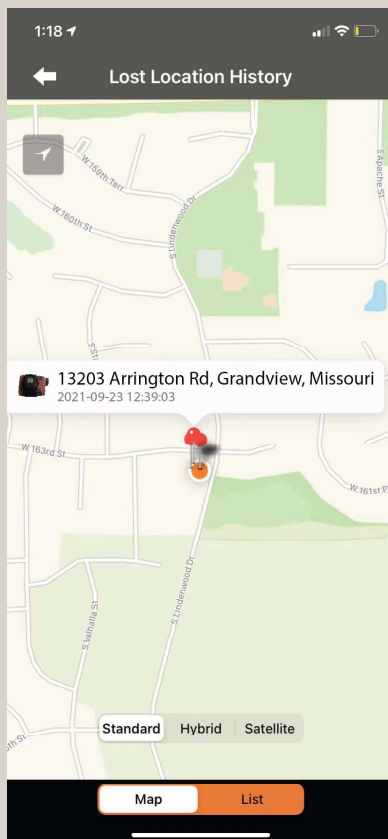 1:18
Lost Location History
W 159th Terr
W 160th St
S Lindenwood Dr
S Apache St
13203 Arrington Rd, Grandview, Missouri
2021-09-23 12:39:03
W 163rd St
W 161st P
S Lindenwood Dr
S Valhalla St
Standard Hybrid Satellite
Map List